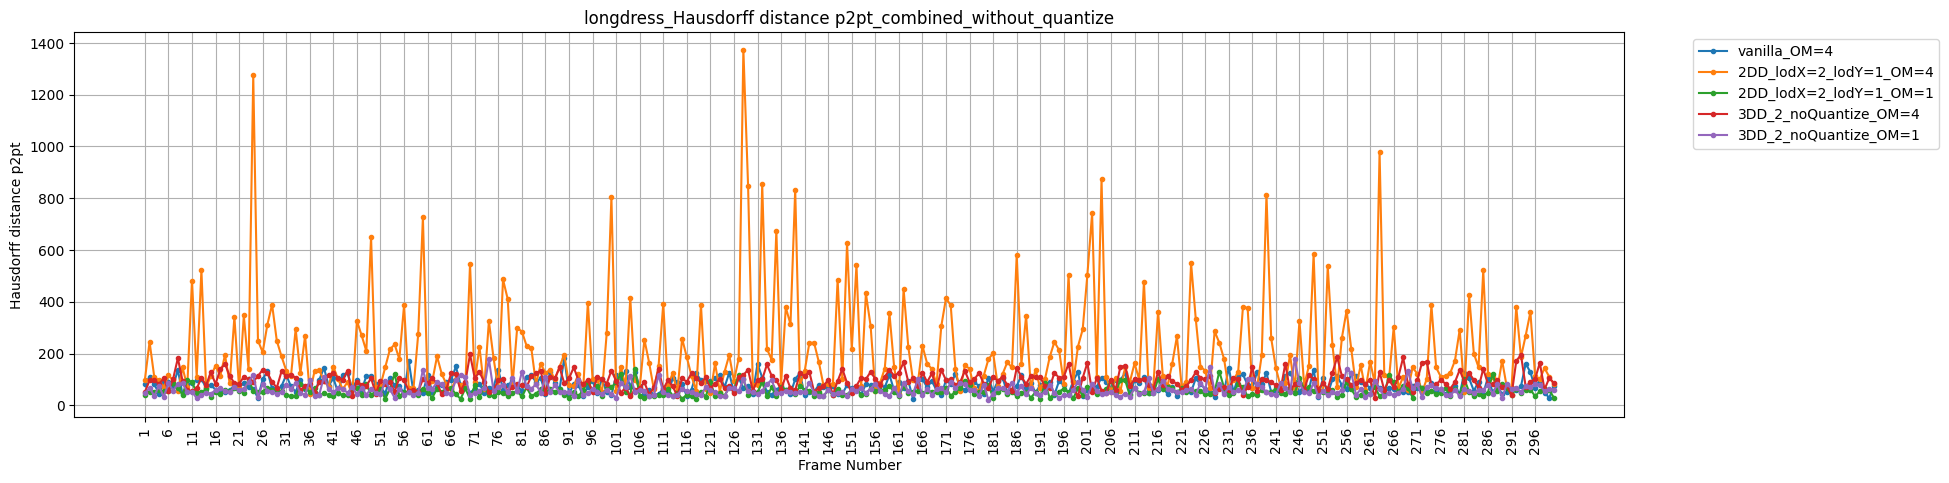 longdress_Hausdorff distance p2pt_combined_without_quantize
Hausdorff distance p2pt
1400
1200
1000
800
600
400
200
0
1 6 11 16 21 26 31 36 41 46 51 56 61 66 71 76 81 86 91 96 101 106 111 116 121 126 131 136 141 146 151 156 161 166 171 176 181 186 191 196 201 206 211 216 221 226 231 236 241 246 251 256 261 266 271 276 281 286 291 296
Frame Number
vanilla_OM=4
2DD_lodX=2_lodY=1_OM=4
2DD_lodX=2_lodY=1_OM=1
3DD_2_noQuantize_OM=4
3DD_2_noQuantize_OM=1